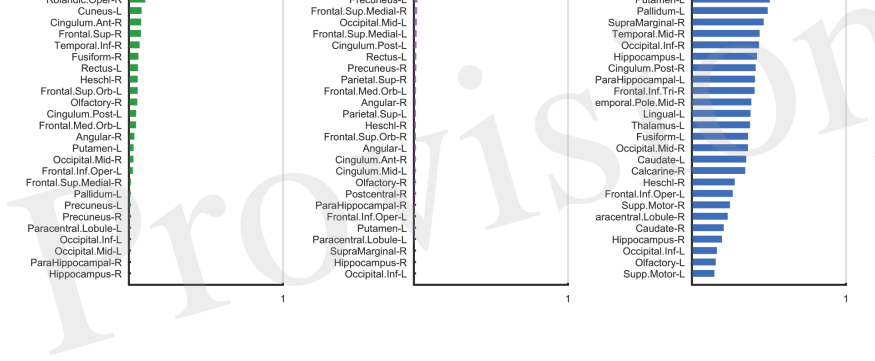 Rolandic.Oper-R
Cuneus-L
Cingulum.Ant-R
Frontal.Sup-R
Temporal.Inf-R
Fusiform-R
Rectus-L
Heschl-R
Frontal.Sup.Orb-L
Olfactory-R
Cingulum.Post-L
Frontal.Med.Orb-L
Angular-R
Putamen-L
Occipital.Mid-R
Frontal.Inf.Oper-L
Frontal.Sup.Medial-R
Pallidum-L
Precuneus-L
Precuneus-R
Paracentral.Lobule-R
Occipital.Inf-L
Occipital.Mid-L
ParaHippocampal-R
Hippocampus-R
1
Precuneus-L
Frontal.Sup.Medial-R
Occipital.Mid-L
Frontal.Sup.Medial-L
Cingulum.Post-L
Rectus-L
Precuneus-R
Parietal.Sup-R
Frontal.Med.Orb-L
Angular-R
Parietal.Sup-L
Heschl-R
Frontal.Sup.Orb-R
Angular-L
Cingulum.Ant-R
Cingulum.Mid-L
Olfactory-R
Postcentral-R
ParaHippocampal-R
Frontal.Inf.Oper-L
Putamen-L
Paracentral.Lobule-L
SupraMarginal-R
Hippocampus-R
Occipital.Inf-L
1
Putamen-L
Pallidum-L
SupraMarginal-R
Temporal.Mid-R
Occipital.Inf-R
Hippocampus-L
Cingulum.Post-R
ParaHippocampal-L
Frontal.Inf.Tri-R
emporal.Pole.Mid-R
Lingual-L
Thalamus-L
Fusiform-L
Occipital.Mid-R
Caudate-L
Calcarine-R
Heschl-R
Frontal.Inf.Oper-L
Supp.Motor-R
aracentral.Lobule-R
Caudate-R
Hippocampus-R
Occipital.Inf-L
Olfactory-L
Supp.Motor-L
1
Provision